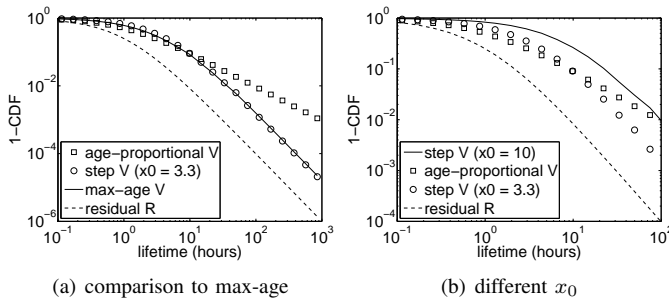 10^0
10^-2
10^-4
10^-6
1-CDF
age-proportional V
step V (x0 = 3.3)
max-age V
residual R
10^-1 10^0 10^1 10^2 10^3
lifetime (hours)
(a) comparison to max-age
10^0
10^-1
10^-2
10^-3
10^-4
1-CDF
step V (x0 = 10)
age-proportional V
step V (x0 = 3.3)
residual R
10^-1 10^0 10^1 10^2
lifetime (hours)
(b) different x_0